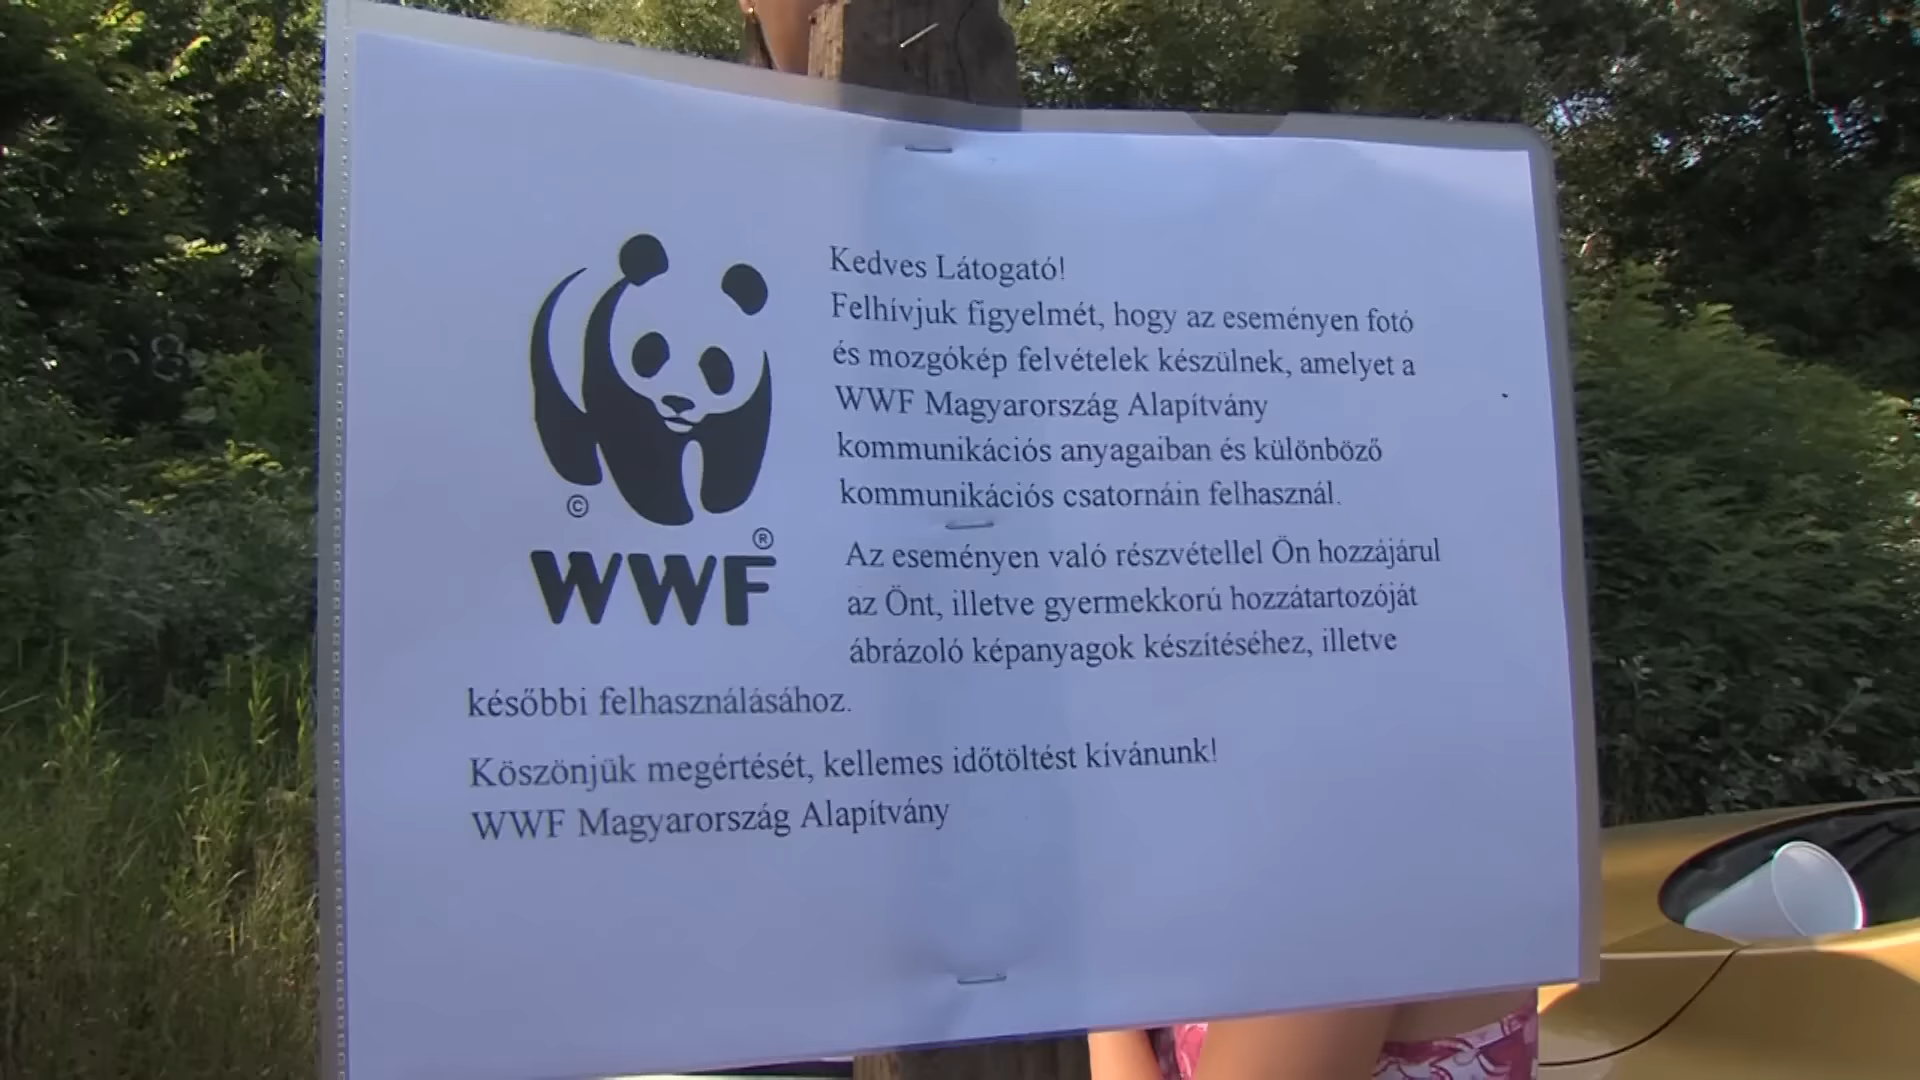 Kedves Látogató!
Felhívjuk figyelmét, hogy az eseményen fotó
és mozgókép felvételek készülnek, amelyet a
WWF Magyarország Alapítvány
kommunikációs anyagaiban és különböző
kommunikációs csatornáin felhasznál.
©
®
WWF
Az eseményen való részvétellel Ön hozzájárul
az Önt, illetve gyermekkorú hozzátartozóját
ábrázoló képanyagok készítéséhez, illetve
későbbi felhasználásához.
Köszönjük megértését, kellemes időtöltést kívánunk!
WWF Magyarország Alapítvány